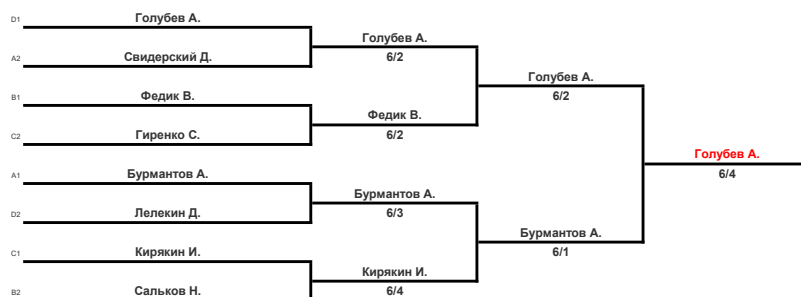 D1 Голубев А.
A2 Свидерский Д.
B1 Федик В.
C2 Гиренко С.
A1 Бурмантов А.
D2 Лелекин Д.
C1 Кирякин И.
B2 Сальков Н.
Голубев А.
6/2
Федик В.
6/2
Бурмантов А.
6/3
Кирякин И.
6/4
Голубев А.
6/2
Бурмантов А.
6/1
Голубев А.
6/4